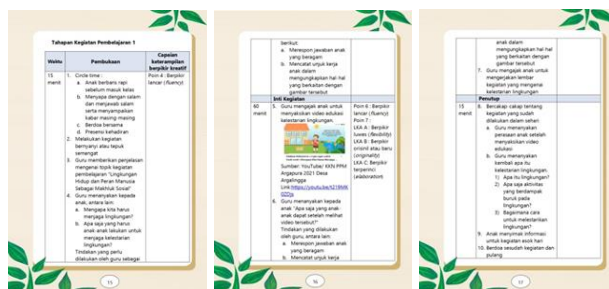 Tahapan Kegiatan Pembelajaran 1
Waktu
Pembukaan
Capaian
keterampilan
berpikir kreatif
15
menit
1. Circle time :
a. Anak berbaris rapi
sebelum masuk kelas
b. Menyapa dengan salam
dan menjawab salam
serta menyampaikan
kabar masing masing
c. Berdoa bersama
d. Presensi kehadiran
2. Melakukan kegiatan
bernyanyi atau tepuk
semangat
3. Guru memberikan penjelasan
mengenai topik kegiatan
pembelajaran "Lingkungan
Hidup dan Peran Manusia
Sebagai Makhluk Sosial"
4. Guru menanyakan kepada
anak, antara lain:
a. Mengapa kita harus
menjaga lingkungan?
b. Apa saja yang harus
anak anak lakukan untuk
menjaga kelestarian
lingkungan?
Tindakan yang perlu
dilakukan oleh guru sebagai
Poin 4 : Berpikir
lancar (fluency)
15
berikut:
a. Merespon jawaban anak
yang beragam
b. Mencatat unjuk kerja
anak dalam
mengungkapkan hal hal
yang berkaitan dengan
gambar tersebut
Inti Kegiatan
60
menit
5. Guru mengajak anak untuk
menyaksikan video edukasi
kelestarian lingkungan.
Sumber: YouTube/ KKN PPM
Argapura 2021 Desa
Argalingga
6. Guru menanyakan kepada
anak "Apa saja yang anak -
anak dapat setelah melihat
video tersebut?"
Tindakan yang dilakukan
oleh guru, antara lain:
a. Merespon jawaban anak
yang beragam
b. Mencatat unjuk kerja
Poin 6 : Berpikir
lancar (fluency)
Poin 7 :
LKA A : Berpikir
luwes (flexibility)
LKA B : Berpikir
orisinil atau baru
(originality)
LKA C: Berpikir
terperinci
(elaboration)
16
anak dalam
mengungkapkan hal hal
yang berkaitan dengan
gambar tersebut
7. Guru mengajak anak untuk
mengerjakan lembar
kegiatan yang mengenai
kelestarian lingkungan
Penutup
15
menit
8. Bercakap cakap tentang
kegiatan yang sudah
dilakukan dalam sehari
a. Guru menanyakan
perasaan anak setelah
menyaksikan video
edukasi
b. Guru menanyakan
kembali apa itu
kelestarian lingkungan?
1) Apa itu lingkungan?
2) Apa saja aktivitas
yang berdampak
buruk pada
lingkungan?
3) Bagaimana cara
untuk melestarikan
lingkungan?
9. Anak menyimak informasi
untuk kegiatan esok hari
10. Berdoa sesudah kegiatan dan
pulang
17